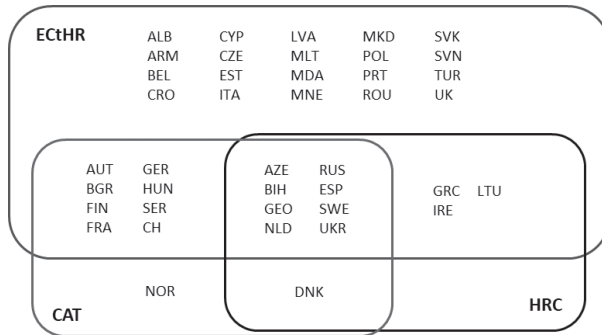 ECtHR
ALB CYP LVA MKD SVK
ARM CZE MLT POL SVN
BEL EST MDA PRT TUR
CRO ITA MNE ROU UK
AUT GER AZE RUS
BGR HUN BIH ESP GRC LTU
FIN SER GEO SWE IRE
FRA CH NLD UKR
NOR DNK
CAT HRC